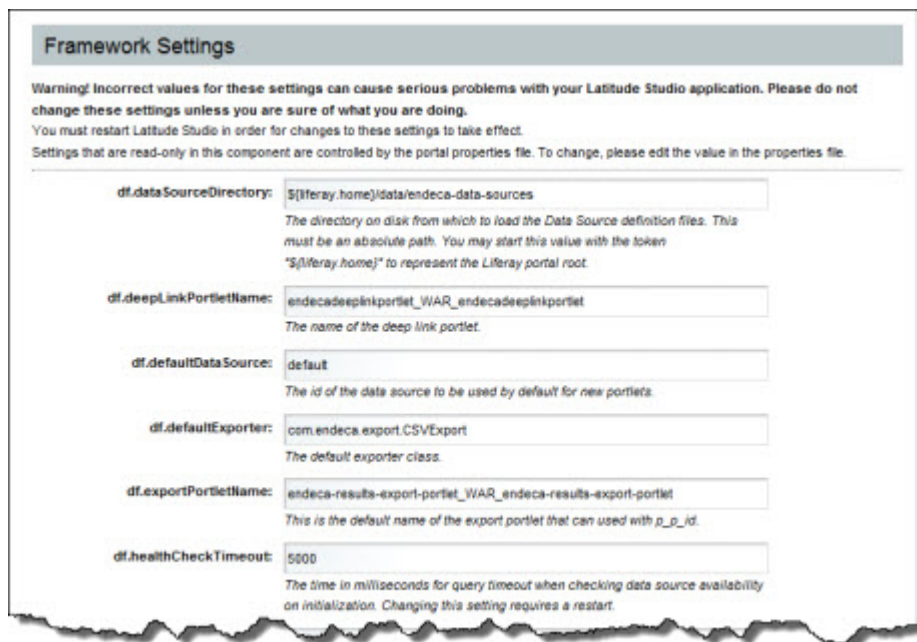 Framework Settings
Warning! Incorrect values for these settings can cause serious problems with your Latitude Studio application. Please do not
change these settings unless you are sure of what you are doing.
You must restart Latitude Studio in order for changes to these settings to take effect.
Settings that are read-only in this component are controlled by the portal properties file. To change, please edit the value in the properties file.
df.dataSourceDirectory: ${liferay.home}/data/endeca-data-sources
The directory on disk from which to load the Data Source definition files. This
must be an absolute path. You may start this value with the token
"${liferay.home}" to represent the Liferay portal root.
df.deepLinkPortletName: endecadeeplinkportlet_WAR_endecadeeplinkportlet
The name of the deep link portlet.
df.defaultDataSource: default
The id of the data source to be used by default for new portlets.
df.defaultExporter: com.endeca.export.CSVExport
The default exporter class.
df.exportPortletName: endeca-results-export-portlet_WAR_endeca-results-export-portlet
This is the default name of the export portlet that can used with p_p_id.
df.healthCheckTimeout: 5000
The time in milliseconds for query timeout when checking data source availability
on initialization. Changing this setting requires a restart.